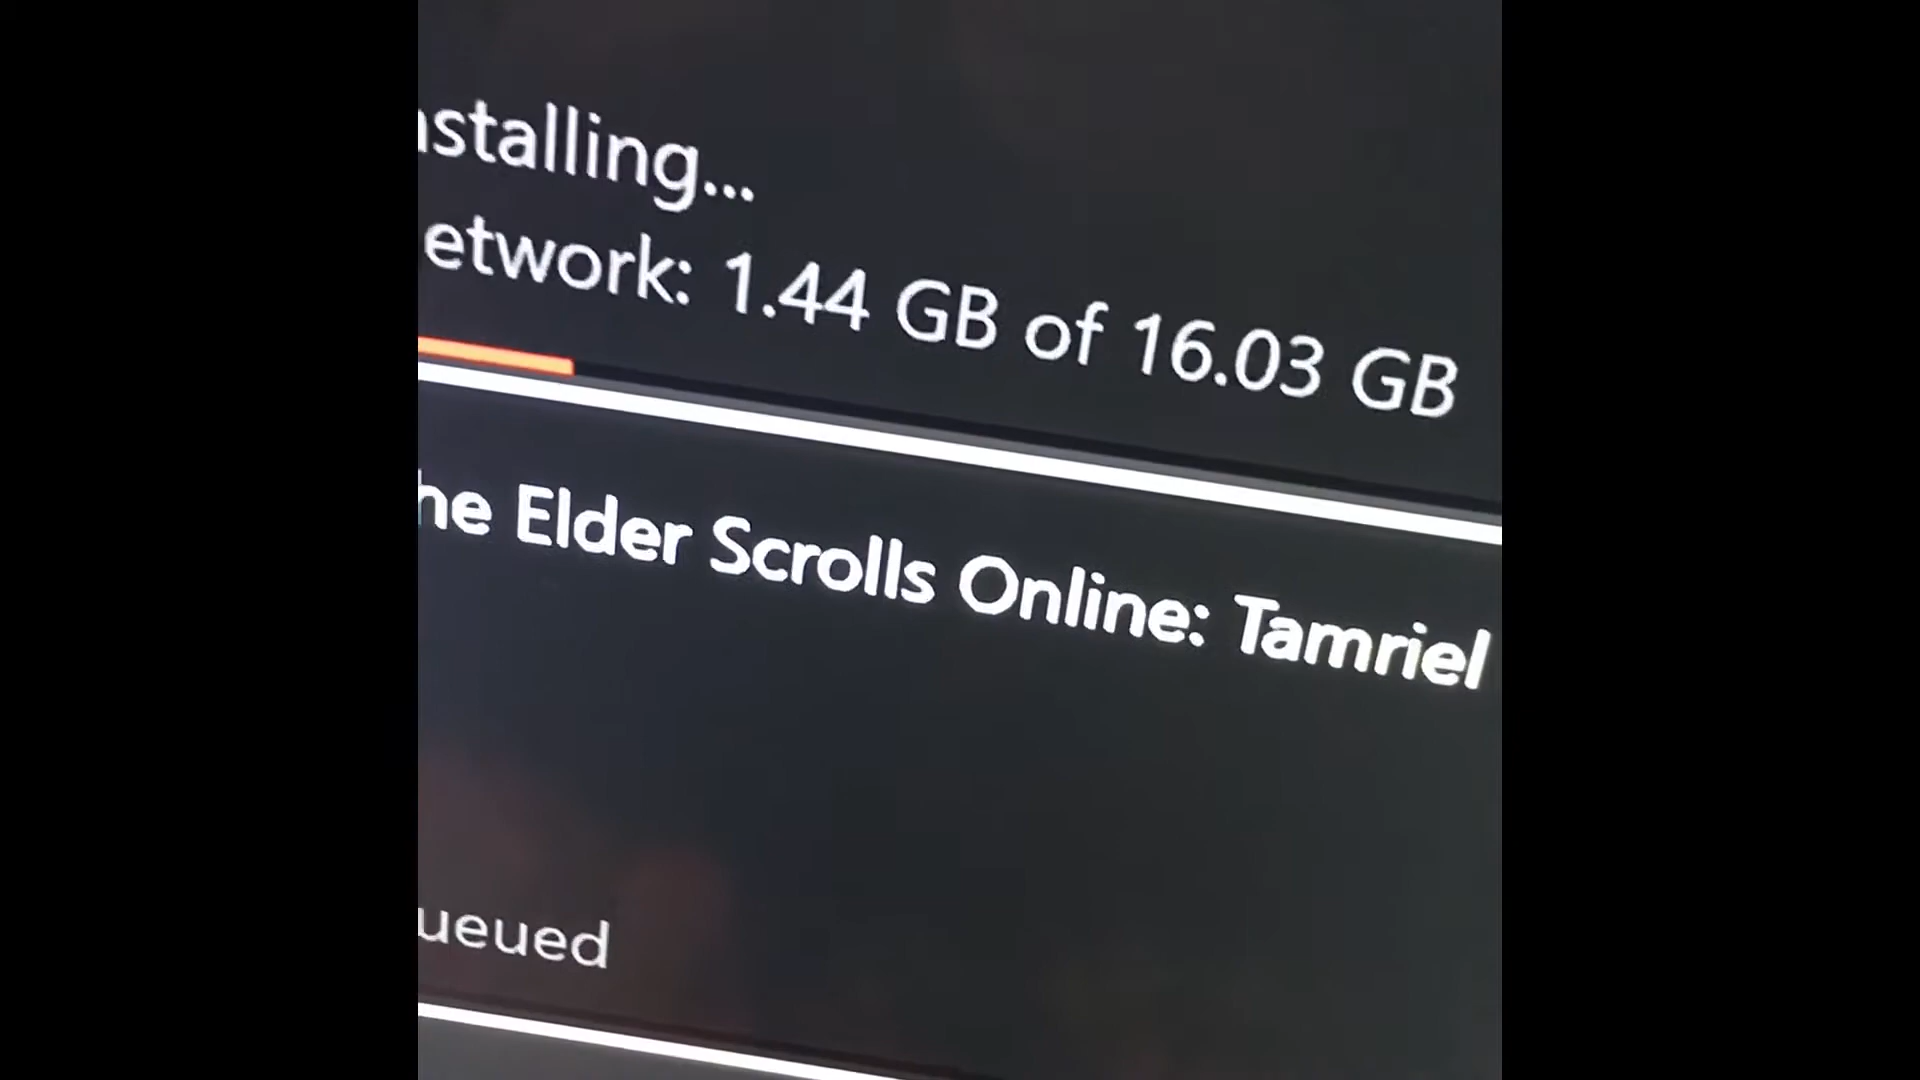 nstalling...
etwork: 1.44 GB of 16.03 GB
he Elder Scrolls Online: Tamriel
ueued